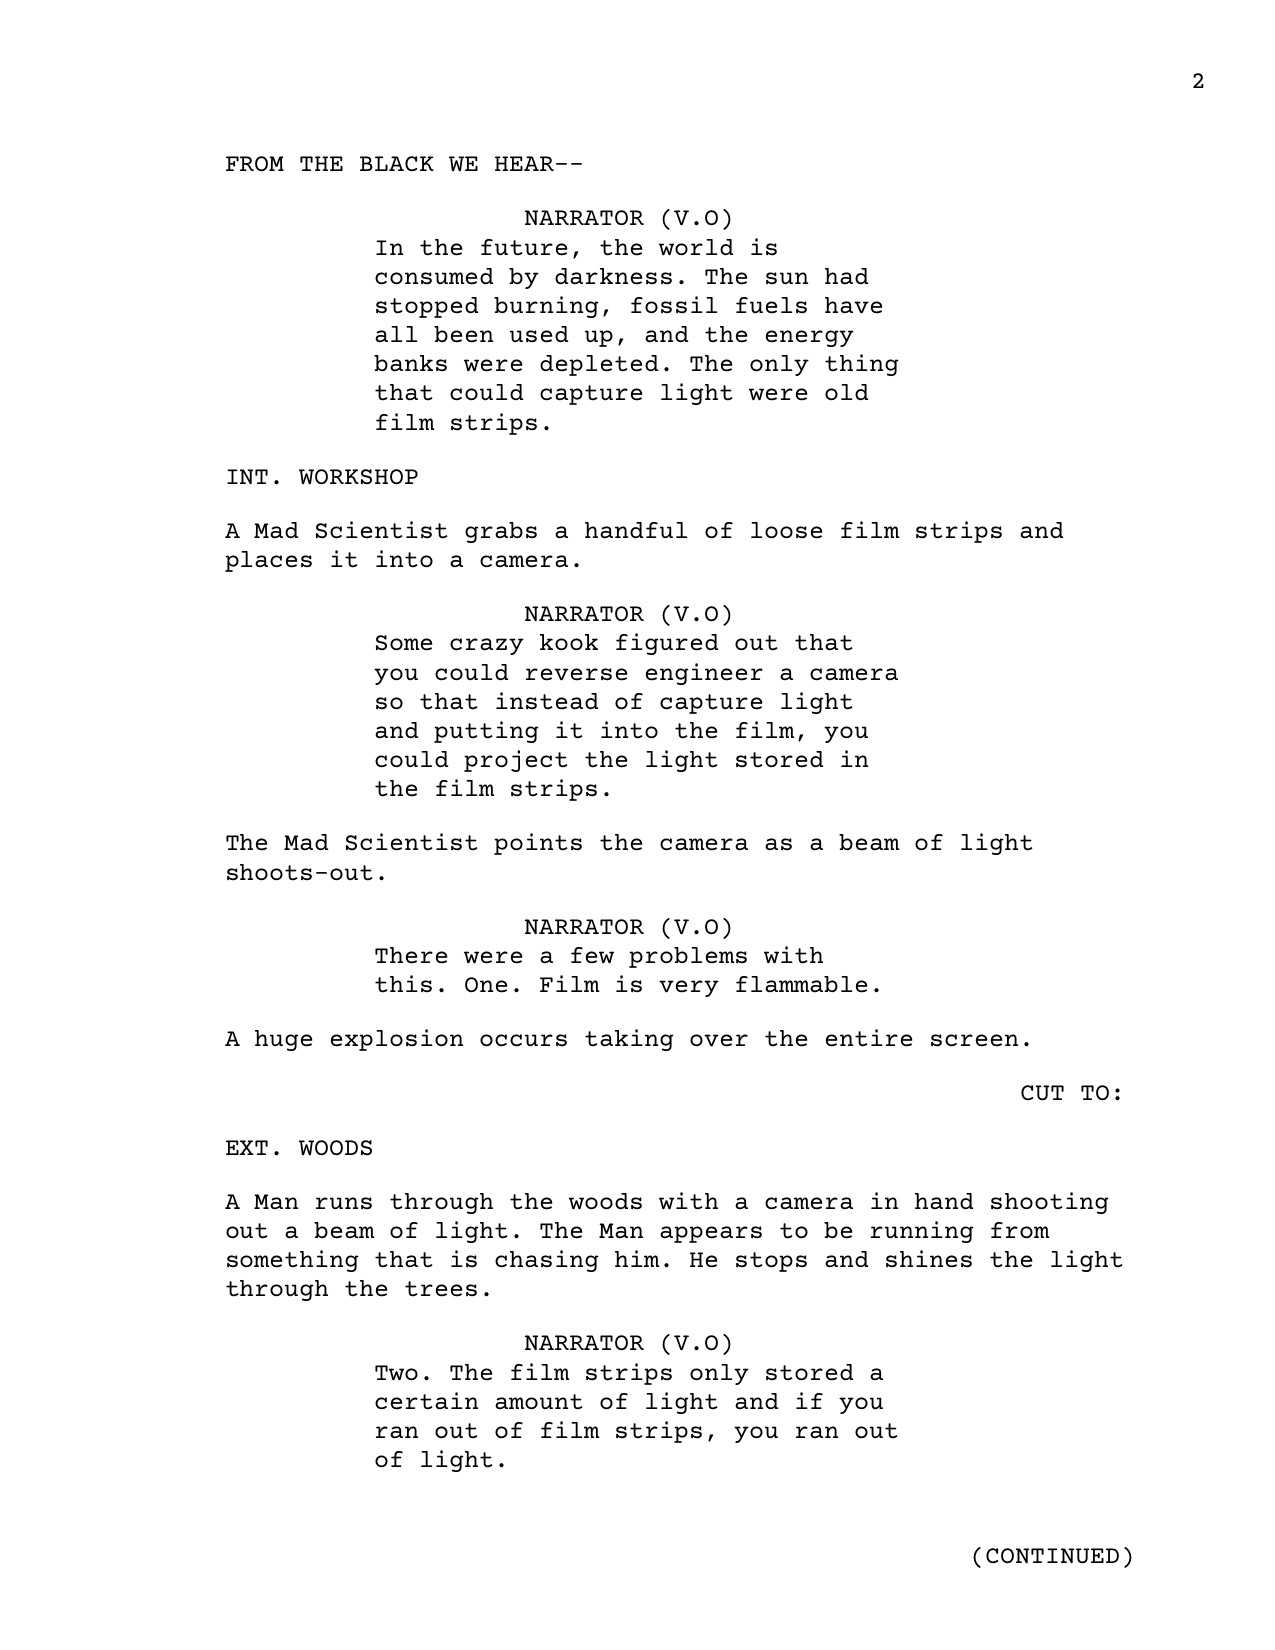 2
FROM THE BLACK WE HEAR--
NARRATOR (V.O)
In the future, the world is
consumed by darkness. The sun had
stopped burning, fossil fuels have
all been used up, and the energy
banks were depleted. The only thing
that could capture light were old
film strips.
INT. WORKSHOP
A Mad Scientist grabs a handful of loose film strips and
places it into a camera.
NARRATOR (V.O)
Some crazy kook figured out that
you could reverse engineer a camera
so that instead of capture light
and putting it into the film, you
could project the light stored in
the film strips.
The Mad Scientist points the camera as a beam of light
shoots-out.
NARRATOR (V.O)
There were a few problems with
this. One. Film is very flammable.
A huge explosion occurs taking over the entire screen.
CUT TO:
EXT. WOODS
A Man runs through the woods with a camera in hand shooting
out a beam of light. The Man appears to be running from
something that is chasing him. He stops and shines the light
through the trees.
NARRATOR (V.O)
Two. The film strips only stored a
certain amount of light and if you
ran out of film strips, you ran out
of light.
(CONTINUED)